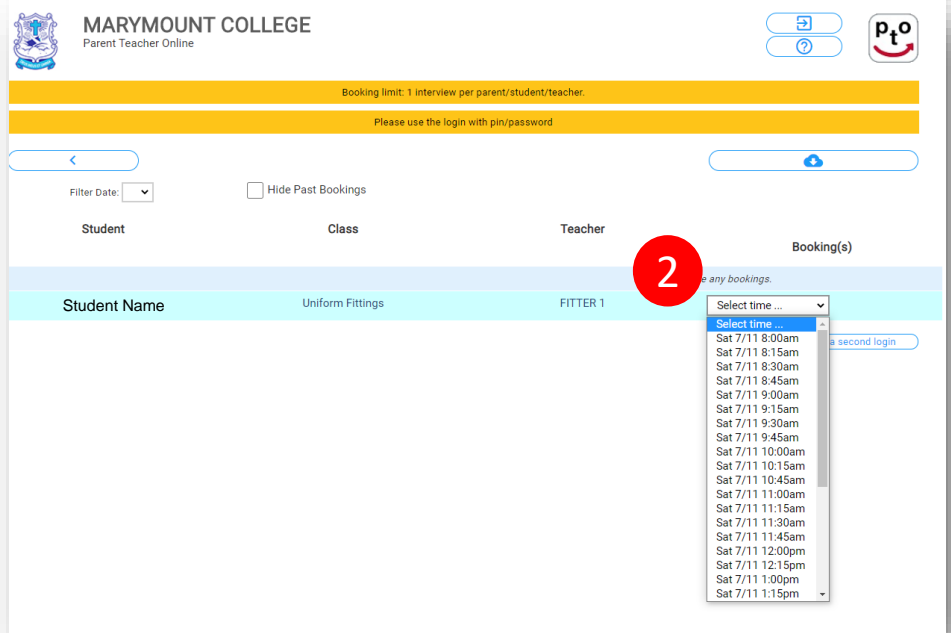 MARYMOUNT COLLEGE
Parent Teacher Online
pto
Booking limit: 1 interview per parent/student/teacher.
Please use the login with pin/password
Filter Date:
Hide Past Bookings
Student Class Teacher Booking(s)
2
any bookings.
Student Name Uniform Fittings FITTER 1 Select time ...
Select time ...
Sat 7/11 8:00am
a second login
Sat 7/11 8:15am
Sat 7/11 8:30am
Sat 7/11 8:45am
Sat 7/11 9:00am
Sat 7/11 9:15am
Sat 7/11 9:30am
Sat 7/11 9:45am
Sat 7/11 10:00am
Sat 7/11 10:15am
Sat 7/11 10:45am
Sat 7/11 11:00am
Sat 7/11 11:15am
Sat 7/11 11:30am
Sat 7/11 11:45am
Sat 7/11 12:00pm
Sat 7/11 12:15pm
Sat 7/11 1:00pm
Sat 7/11 1:15pm